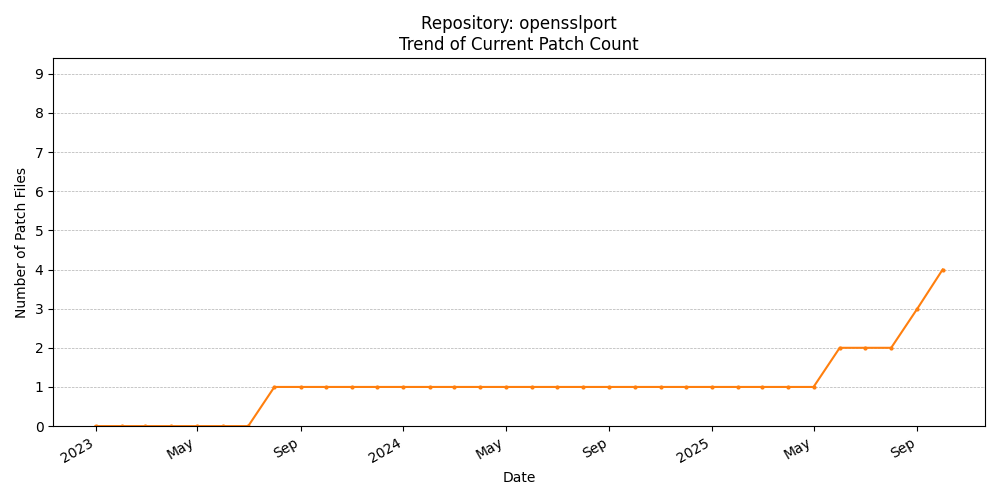 Repository: opensslport
Trend of Current Patch Count
9
8
7
6
5
4
3
2
1
0
Number of Patch Files
2023
May
Sep
2024
May
Sep
2025
May
Sep
Date